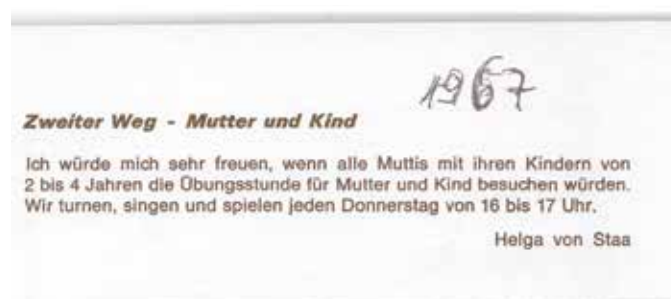 1967
Zweiter Weg - Mutter und Kind
Ich würde mich sehr freuen, wenn alle Muttis mit ihren Kindern von
2 bis 4 Jahren die Übungsstunde für Mutter und Kind besuchen würden.
Wir turnen, singen und spielen jeden Donnerstag von 16 bis 17 Uhr.
Helga von Staa